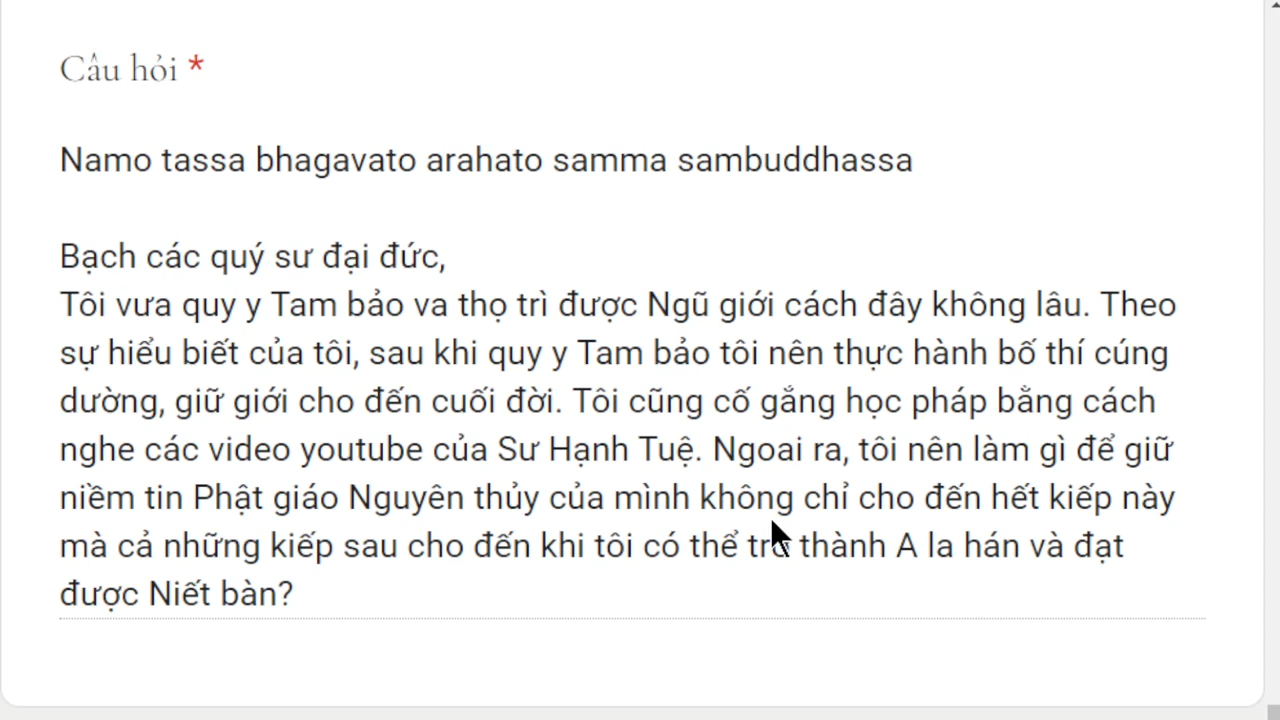 Câu hỏi *
Namo tassa bhagavato arahato samma sambuddhassa
Bạch các quý sư đại đức,
Tôi vưa quy y Tam bảo va thọ trì được Ngũ giới cách đây không lâu. Theo
sự hiểu biết của tôi, sau khi quy y Tam bảo tôi nên thực hành bố thí cúng
dường, giữ giới cho đến cuối đời. Tôi cũng cố gắng học pháp bằng cách
nghe các video youtube của Sư Hạnh Tuệ. Ngoai ra, tôi nên làm gì để giữ
niềm tin Phật giáo Nguyên thủy của mình không chỉ cho đến hết kiếp này
mà cả những kiếp sau cho đến khi tôi có thể trở thành A la hán và đạt
được Niết bàn?